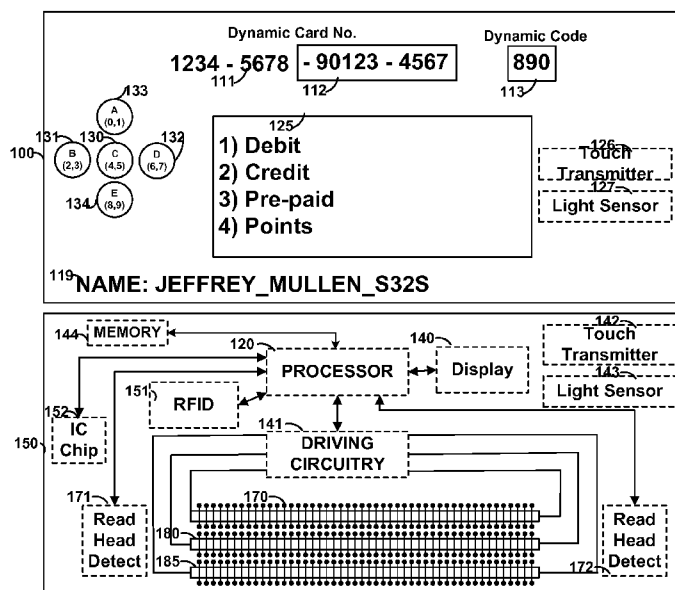 Dynamic Card No.
Dynamic Code
1234 - 5678 - 90123 - 4567
890
111
112
113
133
A
(0,1)
131
130
132
B
(2,3)
C
(4,5)
D
(6,7)
100
134
E
(8,9)
125
1) Debit
2) Credit
3) Pre-paid
4) Points
126
Touch
Transmitter
127
Light Sensor
119
NAME: JEFFREY_MULLEN_S32S
144
MEMORY
120
PROCESSOR
140
Display
142
Touch
Transmitter
143
Light Sensor
151
RFID
152
IC
Chip
150
141
DRIVING
CIRCUITRY
171
Read
Head
Detect
170
180
185
Read
Head
Detect
172